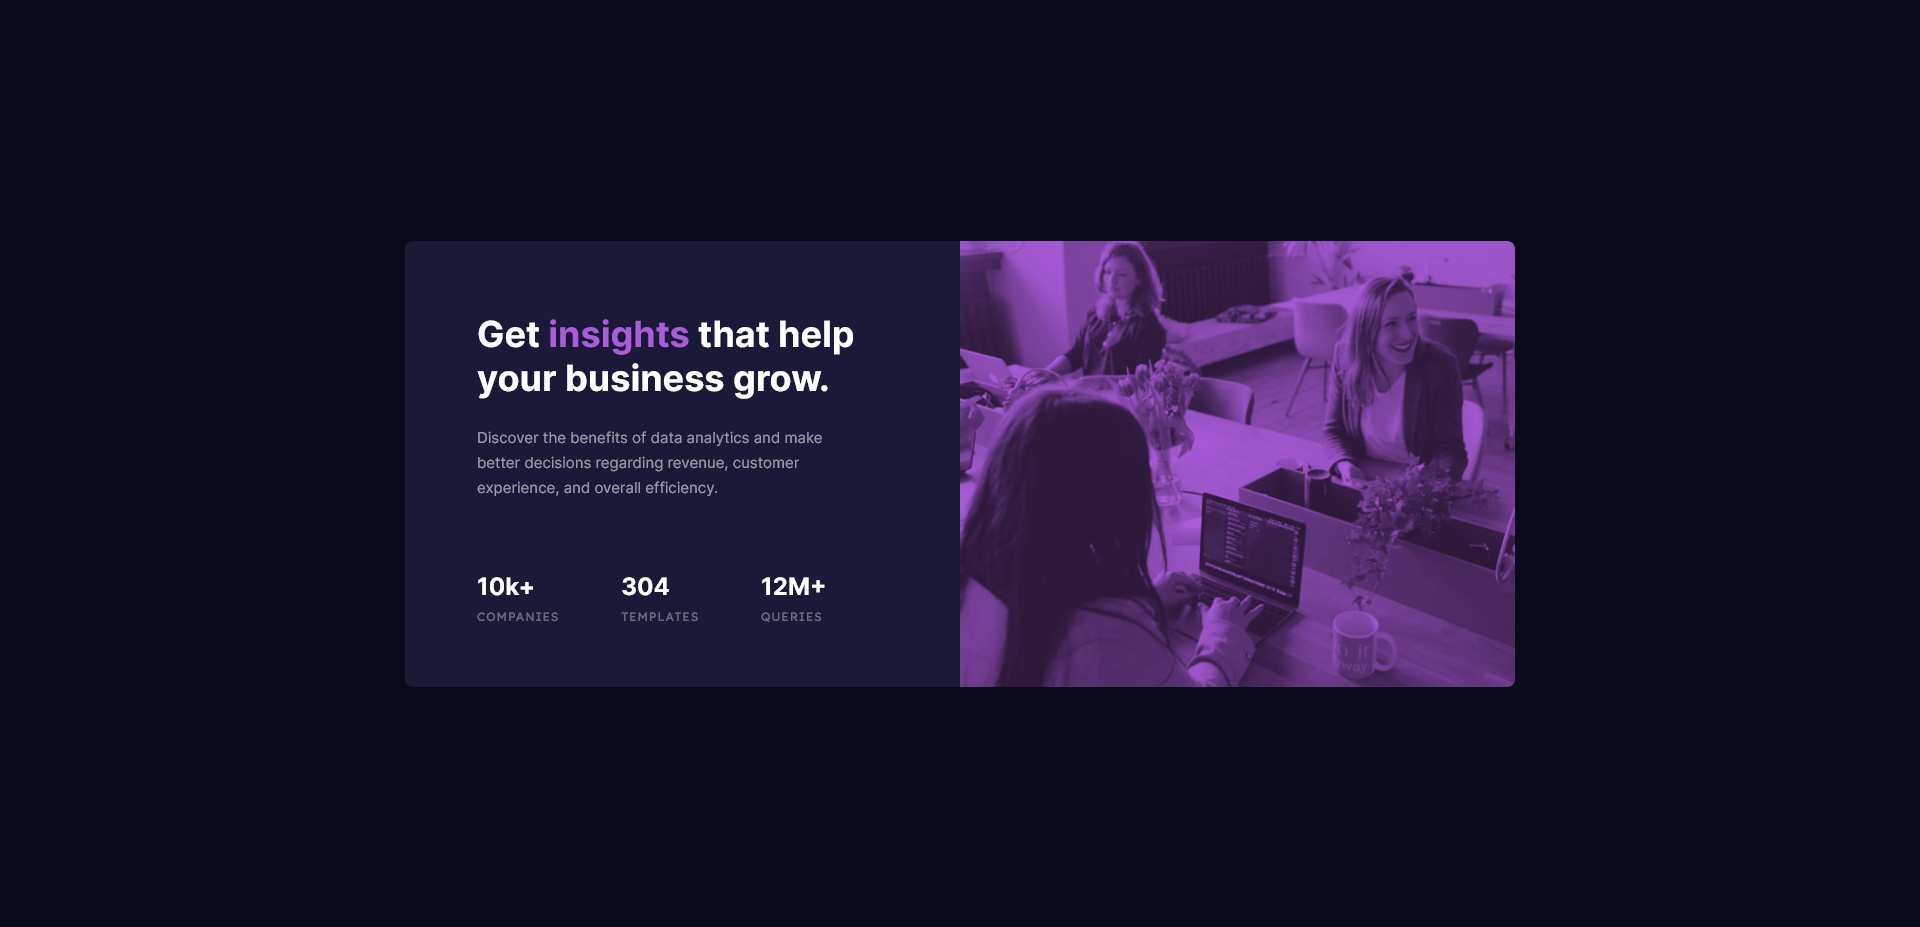 Get insights that help
your business grow.
Discover the benefits of data analytics and make
better decisions regarding revenue, customer
experience, and overall efficiency.
10k+ 304 12M+
COMPANIES TEMPLATES QUERIES